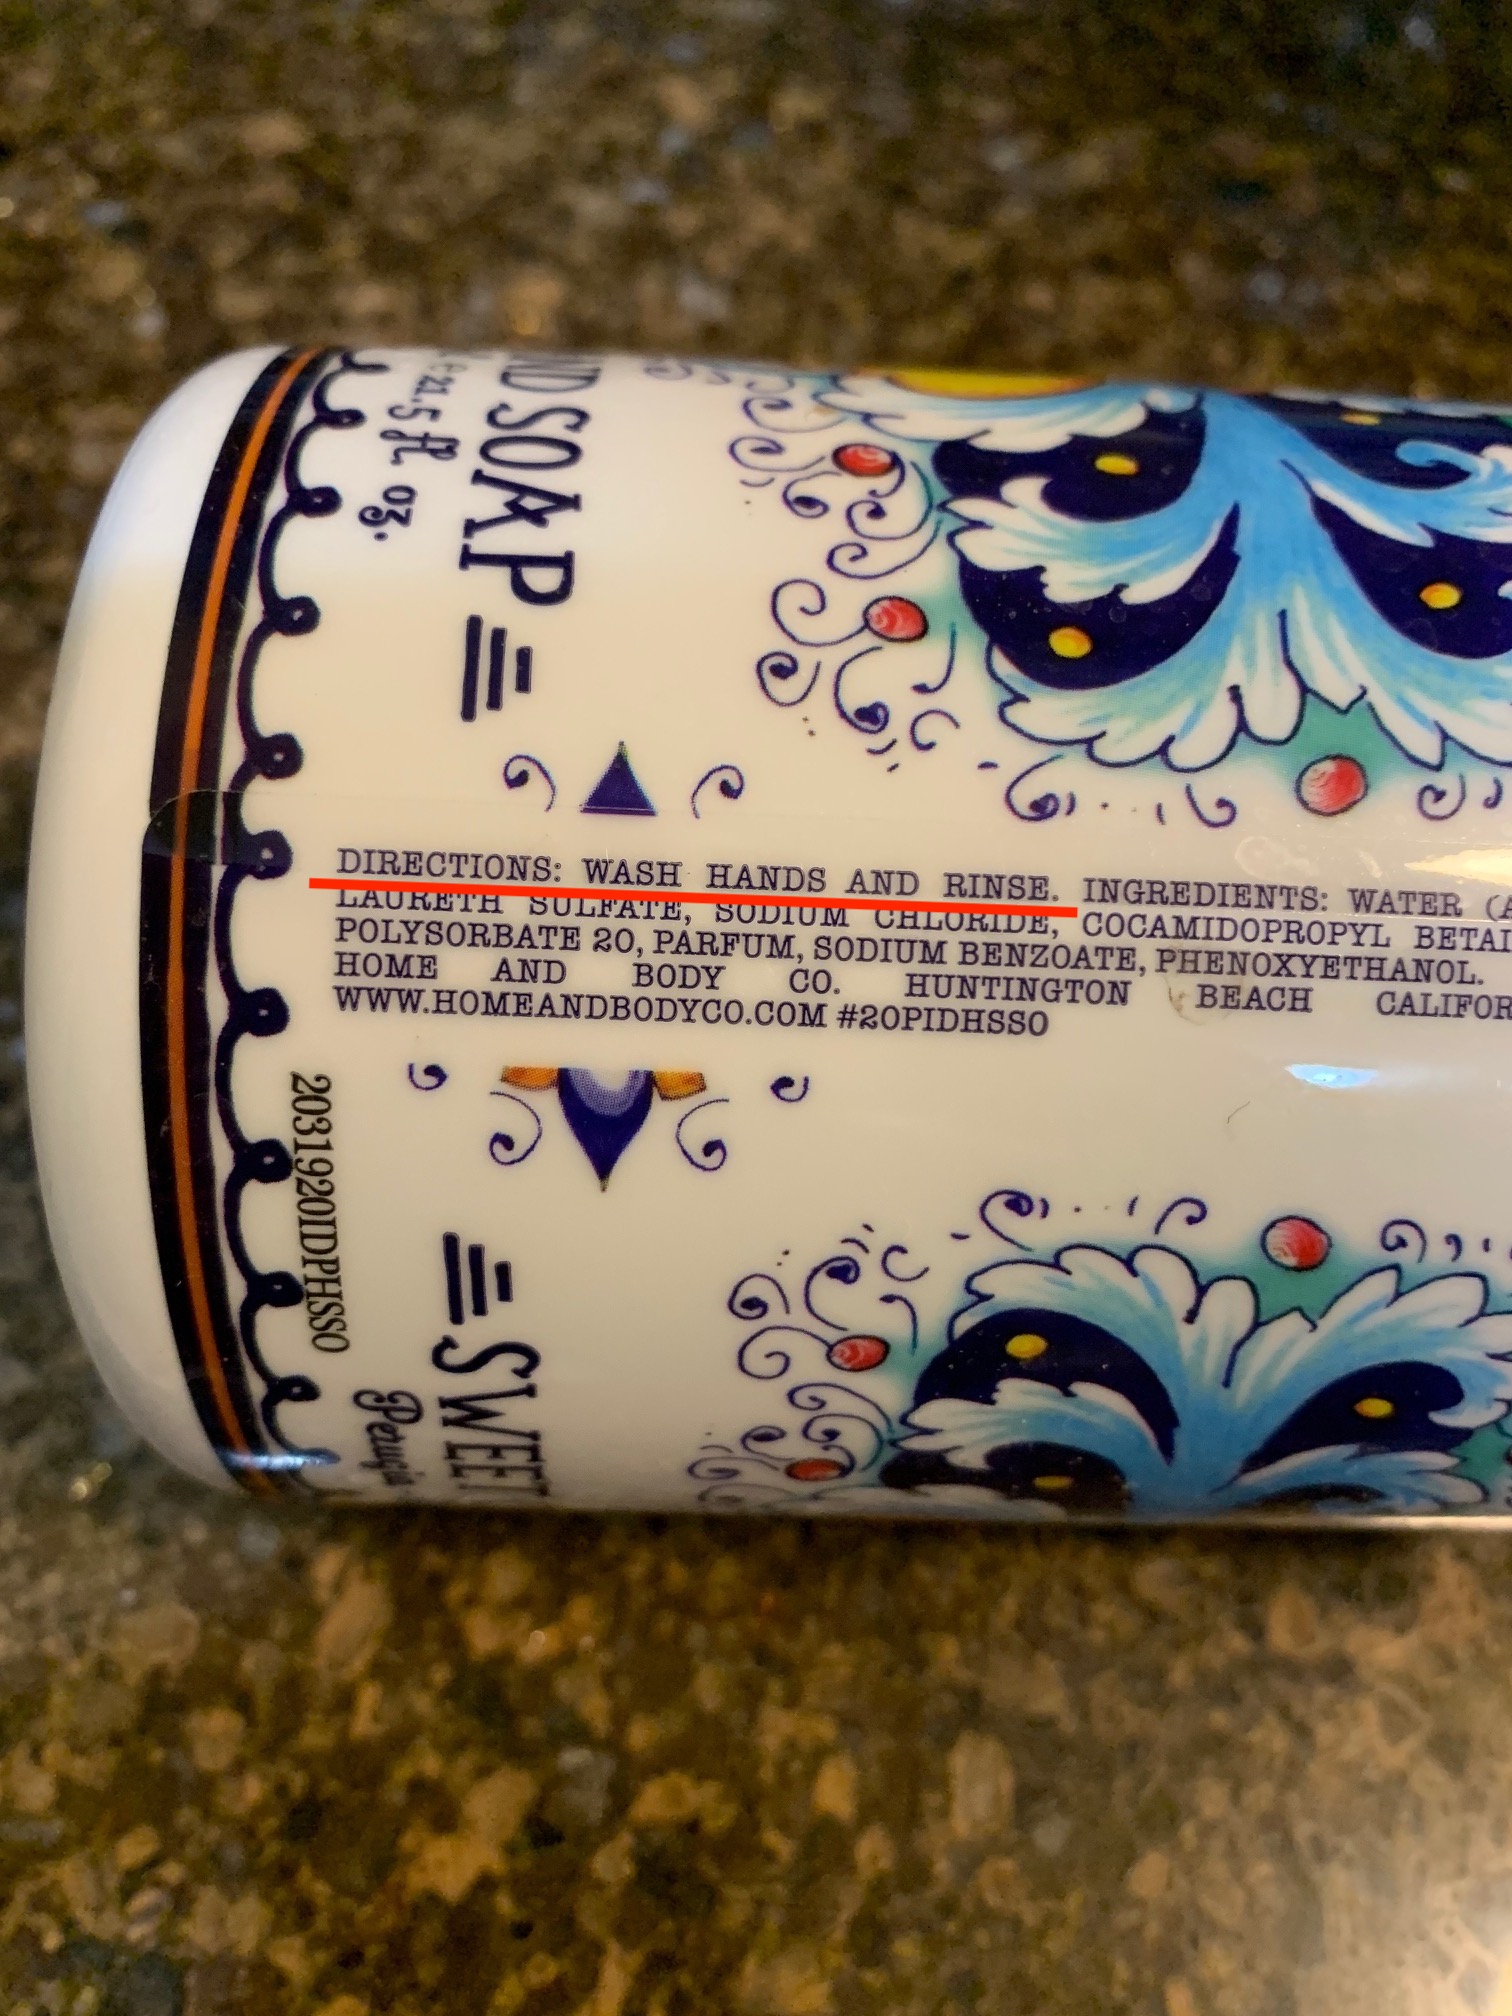 SOAP
21.5 fl. oz.
DIRECTIONS: WASH HANDS AND RINSE. INGREDIENTS: WATER
LAURETH SULFATE, SODIUM CHLORIDE, COCAMIDOPROPYL
POLYSORBATE 20, PARFUM, SODIUM BENZOATE, PHENOXYETHANOL.
HOME AND BODY CO. HUNTINGTON BEACH
WWW.HOMEANDBODYCO.COM #20PIDHSSO
2031920IDPHSSO
SWEET
Perugia